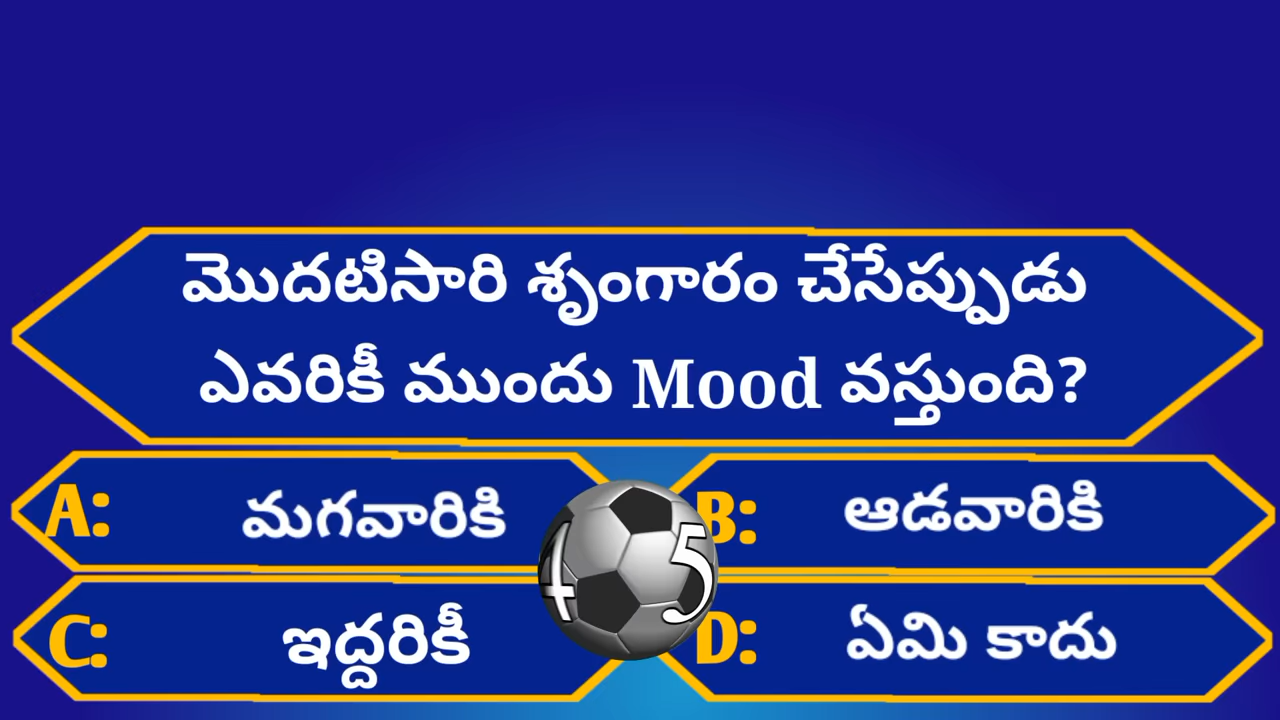 మొదటిసారి శృంగారం చేసేప్పుడు
ఎవరికీ ముందు Mood వస్తుంది?
A: మగవారికి
B: ఆడవారికి
4 5
C: ఇద్దరికీ
D: ఏమి కాదు